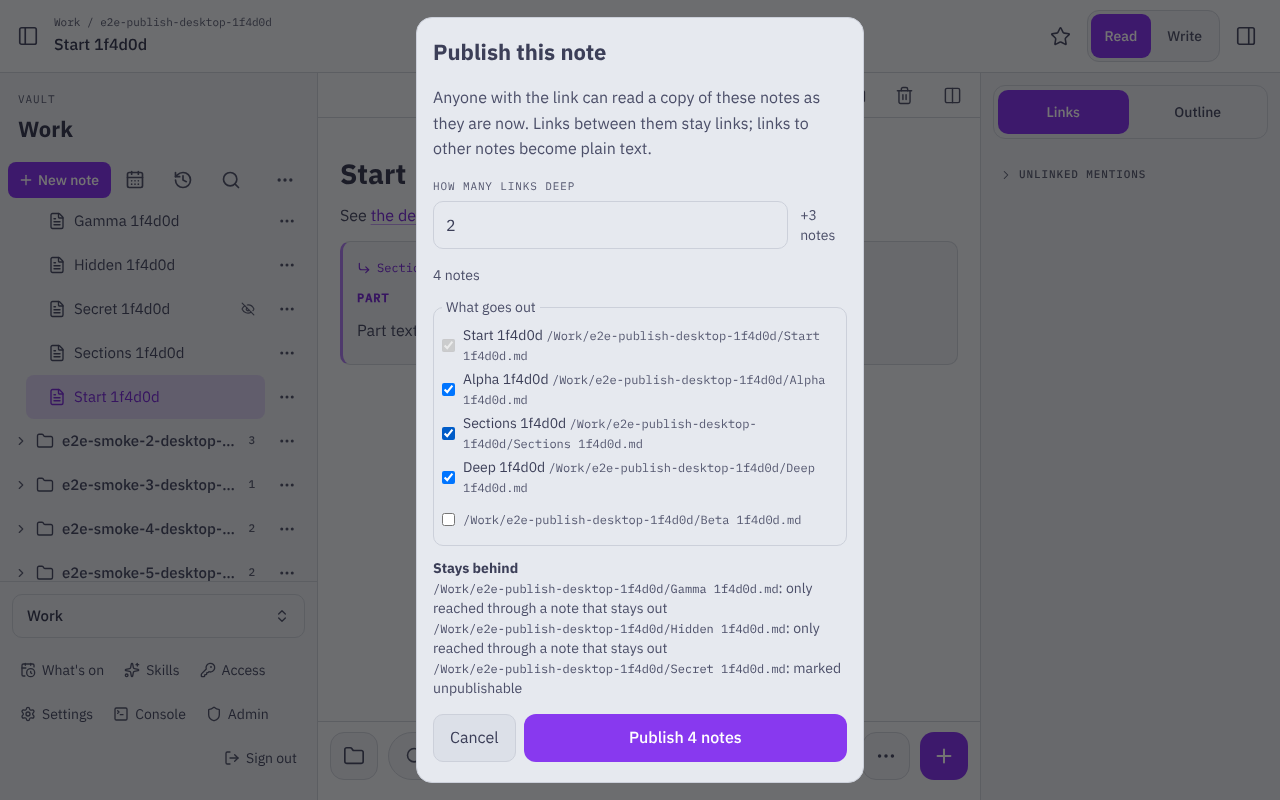 Work / e2e-publish-desktop-1f4d0d
Start 1f4d0d
Read
Write
VAULT
Work
New note
Gamma 1f4d0d
Hidden 1f4d0d
Secret 1f4d0d
Sections 1f4d0d
Start 1f4d0d
e2e-smoke-2-desktop-... 3
e2e-smoke-3-desktop-... 1
e2e-smoke-4-desktop-... 2
e2e-smoke-5-desktop-... 2
Work
What's on
Skills
Access
Settings
Console
Admin
Sign out
Start
See the de
Sectio
PART
Part text
Publish this note
Anyone with the link can read a copy of these notes as
they are now. Links between them stay links; links to
other notes become plain text.
HOW MANY LINKS DEEP
2
+3
notes
4 notes
What goes out
Start 1f4d0d /Work/e2e-publish-desktop-1f4d0d/Start
1f4d0d.md
Alpha 1f4d0d /Work/e2e-publish-desktop-1f4d0d/Alpha
1f4d0d.md
Sections 1f4d0d /Work/e2e-publish-desktop-
1f4d0d/Sections 1f4d0d.md
Deep 1f4d0d /Work/e2e-publish-desktop-1f4d0d/Deep
1f4d0d.md
/Work/e2e-publish-desktop-1f4d0d/Beta 1f4d0d.md
Stays behind
/Work/e2e-publish-desktop-1f4d0d/Gamma 1f4d0d.md: only
reached through a note that stays out
/Work/e2e-publish-desktop-1f4d0d/Hidden 1f4d0d.md: only
reached through a note that stays out
/Work/e2e-publish-desktop-1f4d0d/Secret 1f4d0d.md: marked
unpublishable
Cancel
Publish 4 notes
Links
Outline
UNLINKED MENTIONS